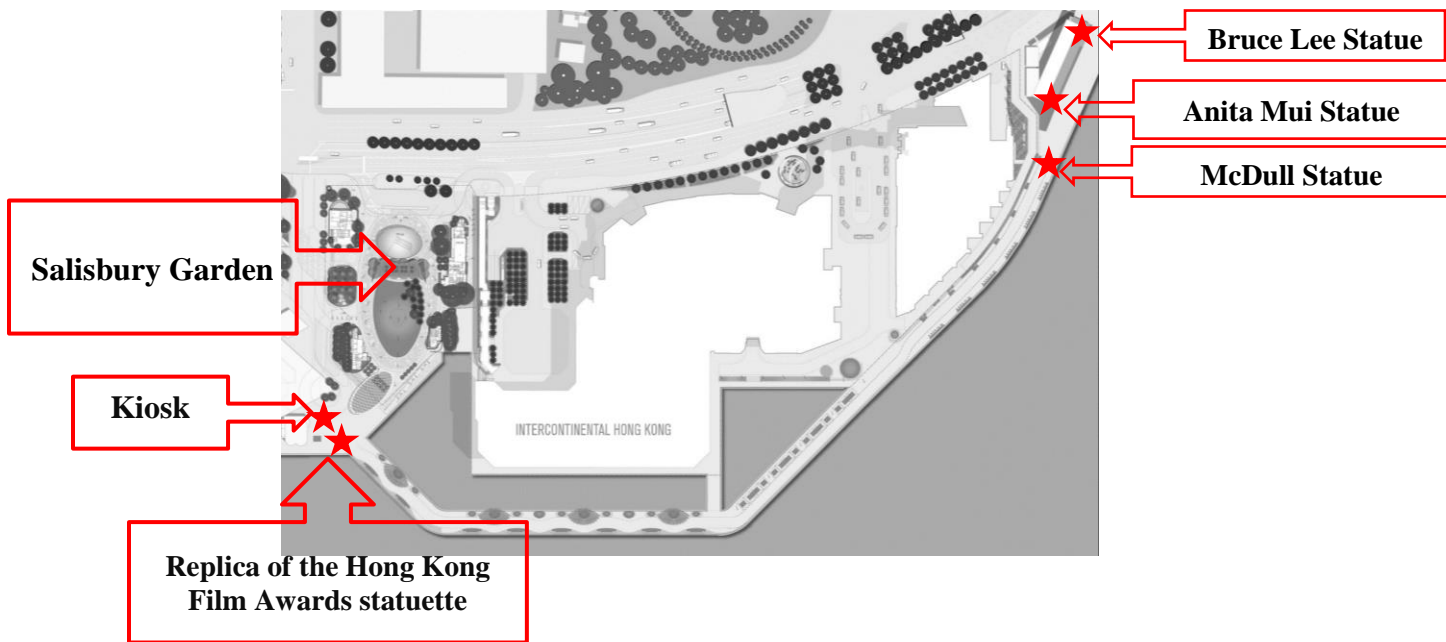 Bruce Lee Statue
Anita Mui Statue
McDull Statue
Salisbury Garden
Kiosk
INTERCONTINENTAL HONG KONG
Replica of the Hong Kong
Film Awards statuette